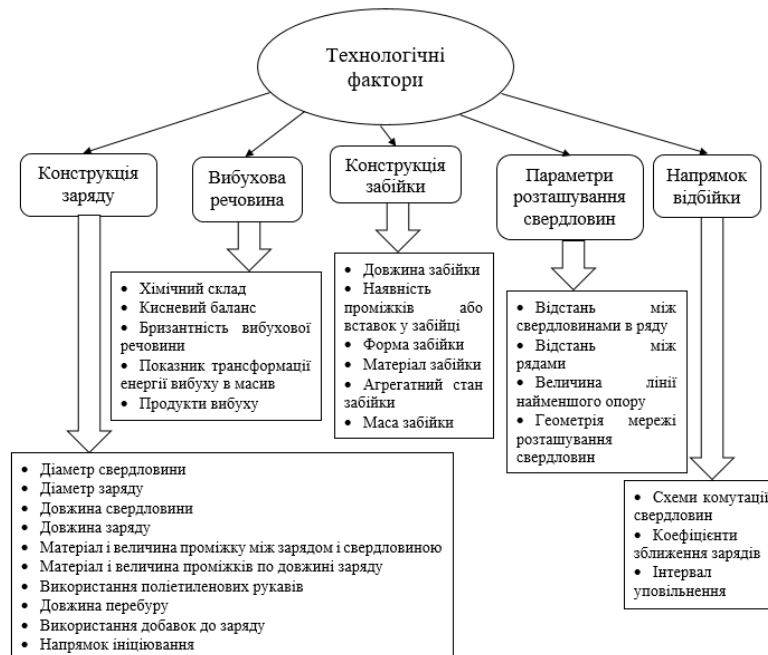 Технологічні
фактори
Конструкція
заряду
Вибухова
речовина
Конструкція
забійки
Параметри
розташування
свердловин
Напрямок
відбійки
• Хімічний склад
• Кисневий баланс
• Бризантність вибухової
речовини
• Показник трансформації
енергії вибуху в масив
• Продукти вибуху
• Довжина забійки
• Наявність
проміжків або
вставок у забійці
• Форма забійки
• Матеріал забійки
• Агрегатний стан
забійки
• Маса забійки
• Відстань між
свердловинами в ряду
• Відстань між
рядами
• Величина лінії
найменшого опору
• Геометрія мережі
розташування
свердловин
• Діаметр свердловини
• Діаметр заряду
• Довжина свердловини
• Довжина заряду
• Матеріал і величина проміжку між зарядом і свердловиною
• Матеріал і величина проміжків по довжині заряду
• Використання поліетиленових рукавів
• Довжина перебуру
• Використання добавок до заряду
• Напрямок ініціювання
• Схеми комутації
свердловин
• Коефіцієнти
зближення зарядів
• Інтервал
уповільнення